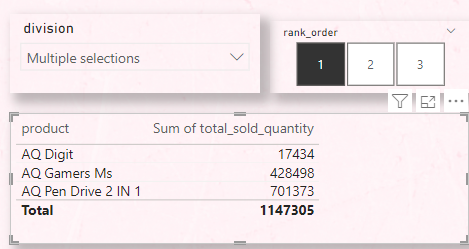 division
Multiple selections
rank_order
1 2 3
product Sum of total_sold_quantity
AQ Digit 17434
AQ Gamers Ms 428498
AQ Pen Drive 2 IN 1 701373
Total 1147305